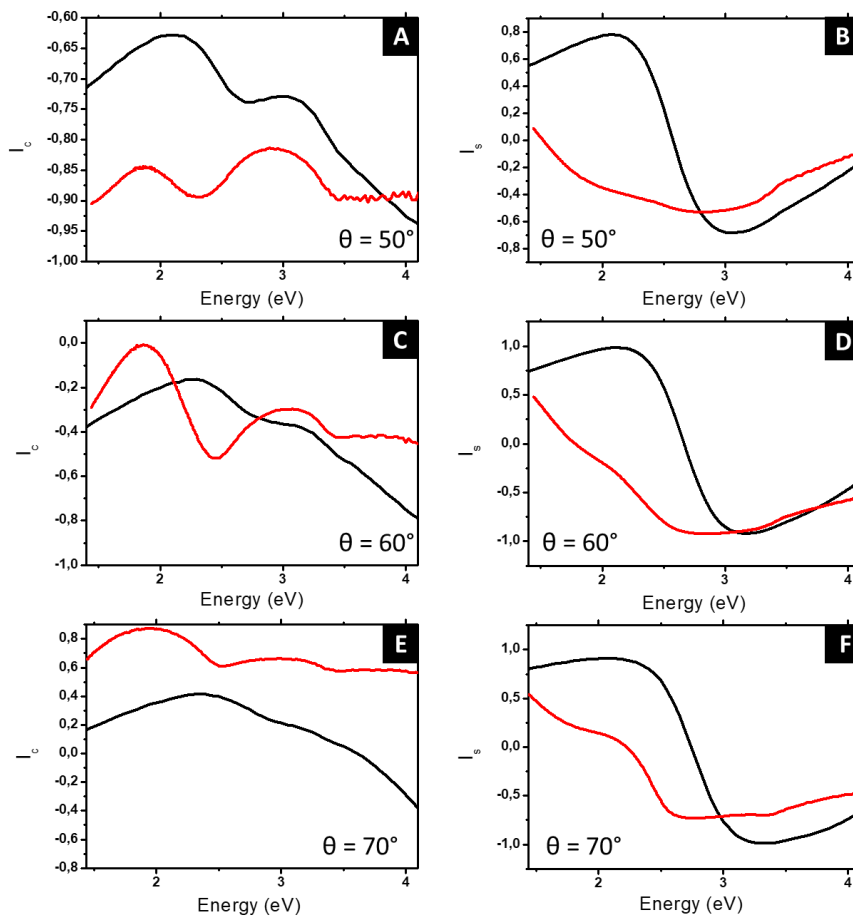 A
-0,60
-0,65
-0,70
-0,75
-0,80
-0,85
-0,90
-0,95
-1,00
I c
θ = 50°
2
3
4
Energy (eV)
B
0,8
0,6
0,4
0,2
0,0
-0,2
-0,4
-0,6
-0,8
I s
θ = 50°
2
3
4
Energy (eV)
C
0,0
-0,2
-0,4
-0,6
-0,8
-1,0
I c
θ = 60°
2
3
4
Energy (eV)
D
1,0
0,5
0,0
-0,5
-1,0
I s
θ = 60°
2
3
4
Energy (eV)
E
0,8
0,6
0,4
0,2
0,0
-0,2
-0,4
-0,6
-0,8
I c
θ = 70°
2
3
4
Energy (eV)
F
1,0
0,5
0,0
-0,5
-1,0
I s
θ = 70°
2
3
4
Energy (eV)